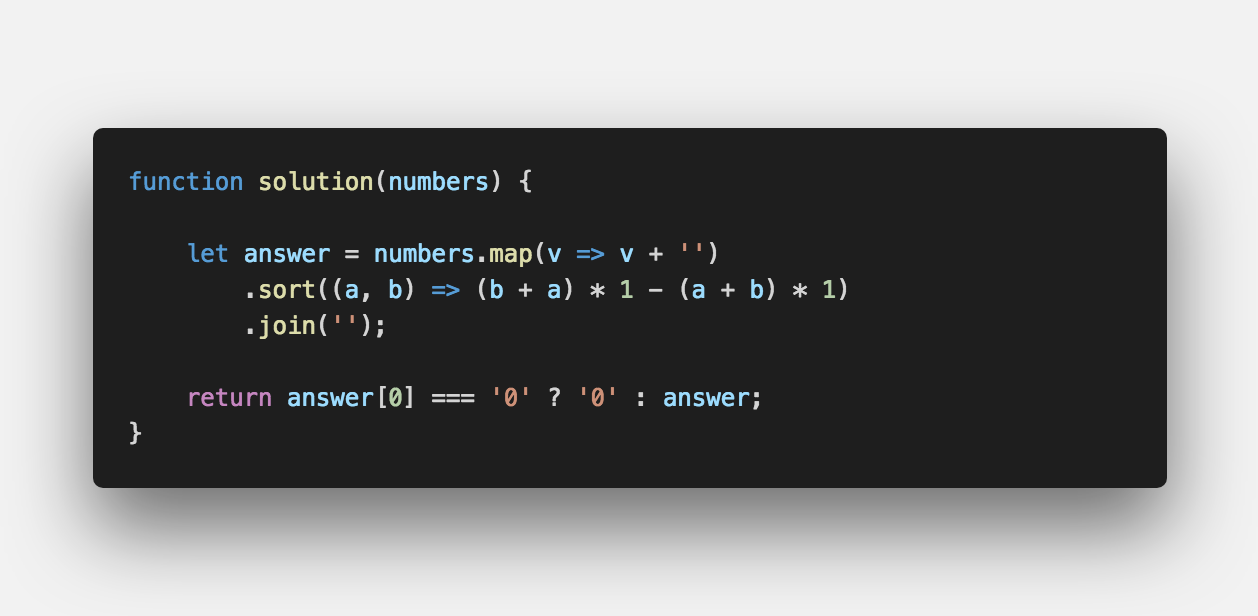 function solution(numbers) {
    let answer = numbers.map(v => v + '')
        .sort((a, b) => (b + a) * 1 - (a + b) * 1)
        .join('');
    return answer[0] === '0' ? '0' : answer;
}